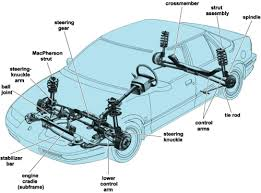 crossmember
strut
assembly
spindle
steering
gear
MacPherson
strut
steering-
knuckle
arm
ball
joint
stabilizer
bar
engine
cradle
(subframe)
lower
control
arm
steering
knuckle
control
arms
tie rod